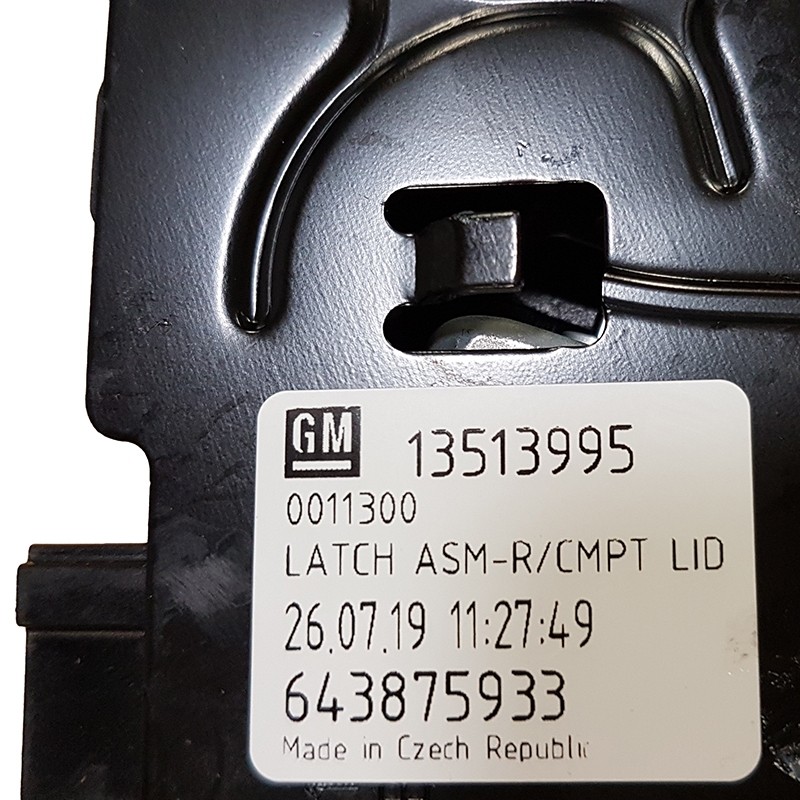 GM 13513995
0011300
LATCH ASM-R/CMPT LID
26.07.19 11:27:49
643875933
Made in Czech Republic